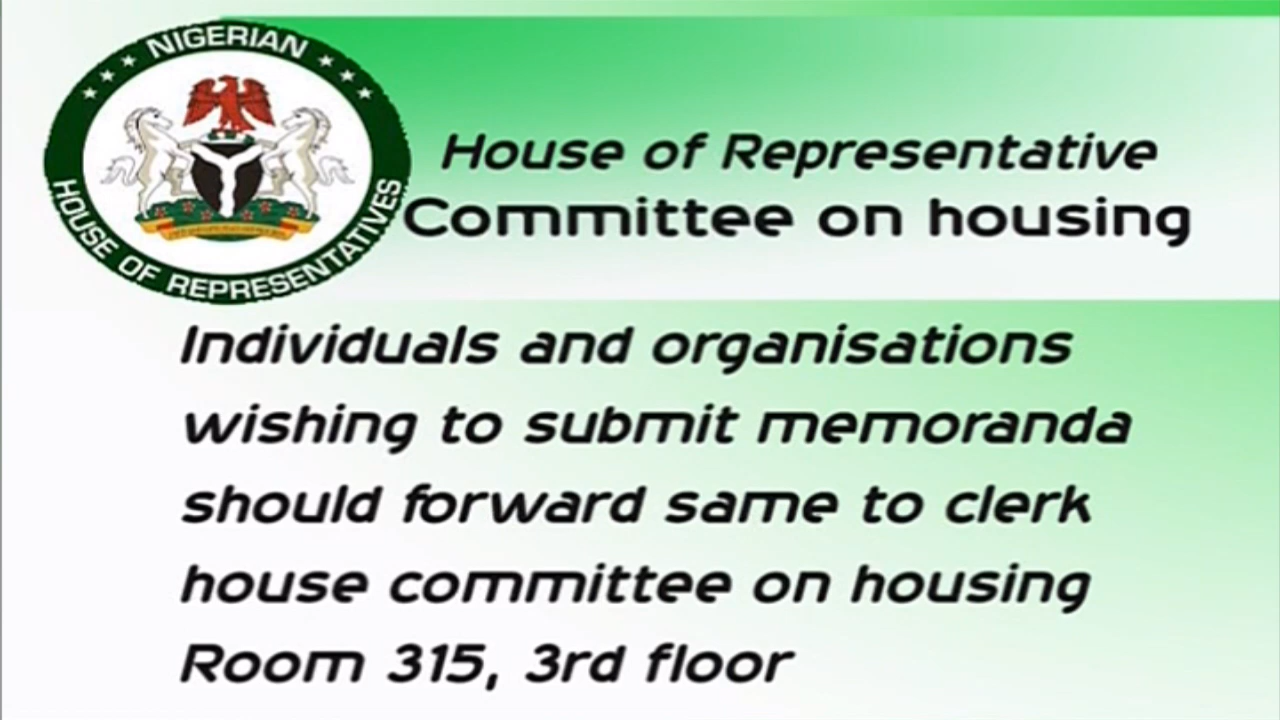 NIGERIAN
HOUSE OF REPRESENTATIVES
House of Representative
Committee on housing
Individuals and organisations
wishing to submit memoranda
should forward same to clerk
house committee on housing
Room 315, 3rd floor